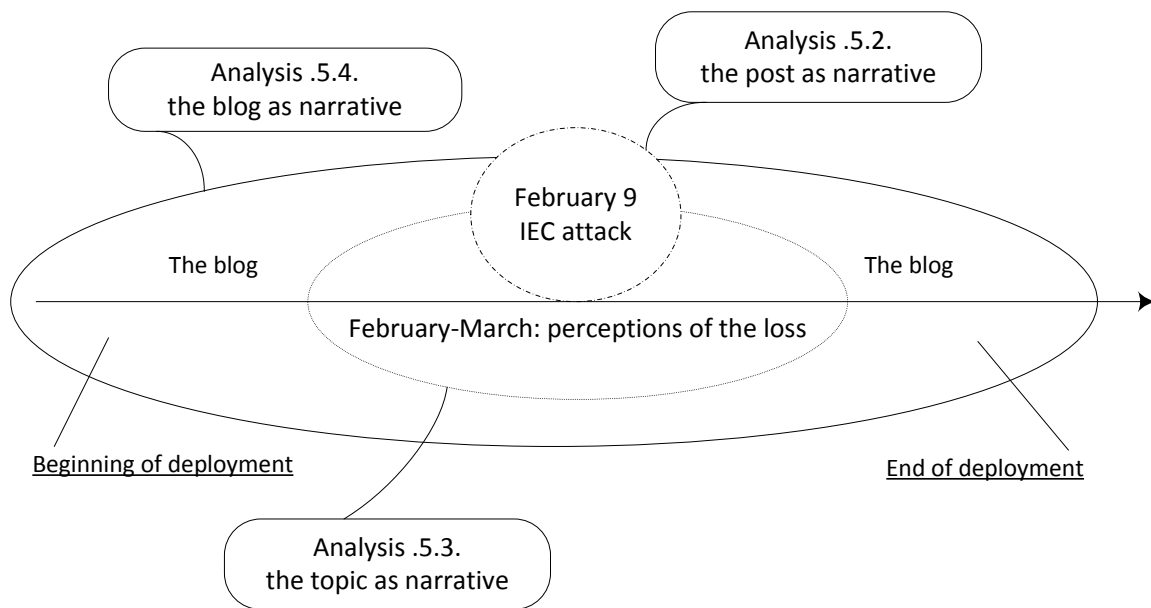 Analysis .5.2.
the post as narrative
Analysis .5.4.
the blog as narrative
February 9
IEC attack
The blog
The blog
February-March: perceptions of the loss
Beginning of deployment
End of deployment
Analysis .5.3.
the topic as narrative